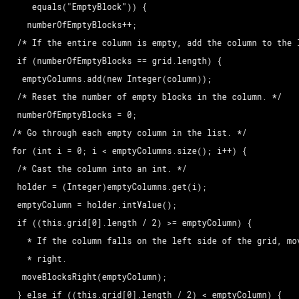 equals("EmptyBlock")) {
numberOfEmptyBlocks++;
/* If the entire column is empty, add the column to the
if (numberOfEmptyBlocks == grid.length) {
emptyColumns.add(new Integer(column));
/* Reset the number of empty blocks in the column. */
numberOfEmptyBlocks = 0;
/* Go through each empty column in the list. */
for (int i = 0; i < emptyColumns.size(); i++) {
/* Cast the column into an int. */
holder = (Integer)emptyColumns.get(i);
emptyColumn = holder.intValue();
if ((this.grid[0].length / 2) >= emptyColumn) {
* If the column falls on the left side of the grid, mov
* right.
moveBlocksRight(emptyColumn);
} else if ((this.grid[0].length / 2) < emptyColumn) {